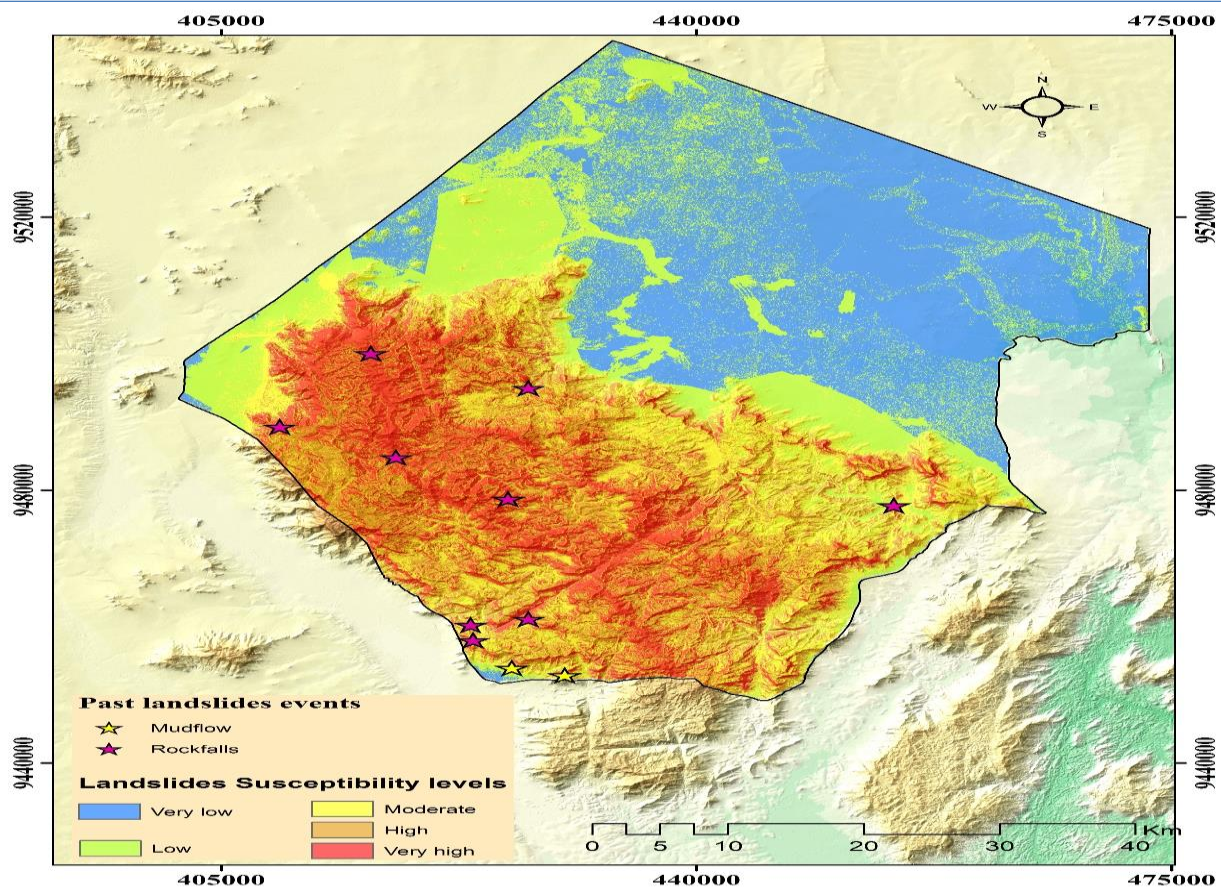 405000 440000 475000
N
W E
S
9520000 9520000
9480000 9480000
9440000 9440000
Past landslides events
Mudflow
Rockfalls
Landslides Susceptibility levels
Very low
Low
Moderate
High
Very high
Km
0 5 10 20 30 40
405000 440000 475000